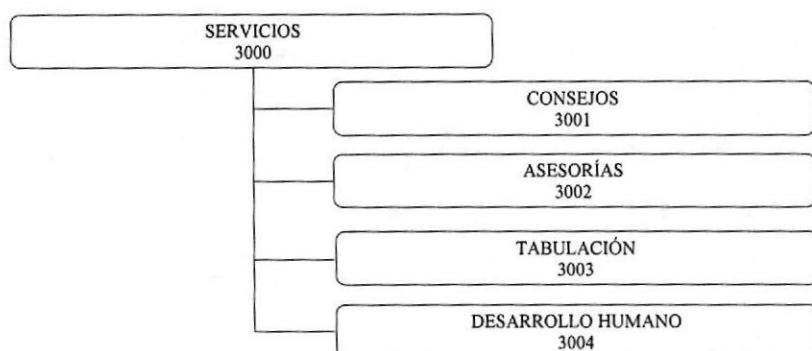 SERVICIOS
3000
CONSEJOS
3001
ASESORÍAS
3002
TABULACIÓN
3003
DESARROLLO HUMANO
3004